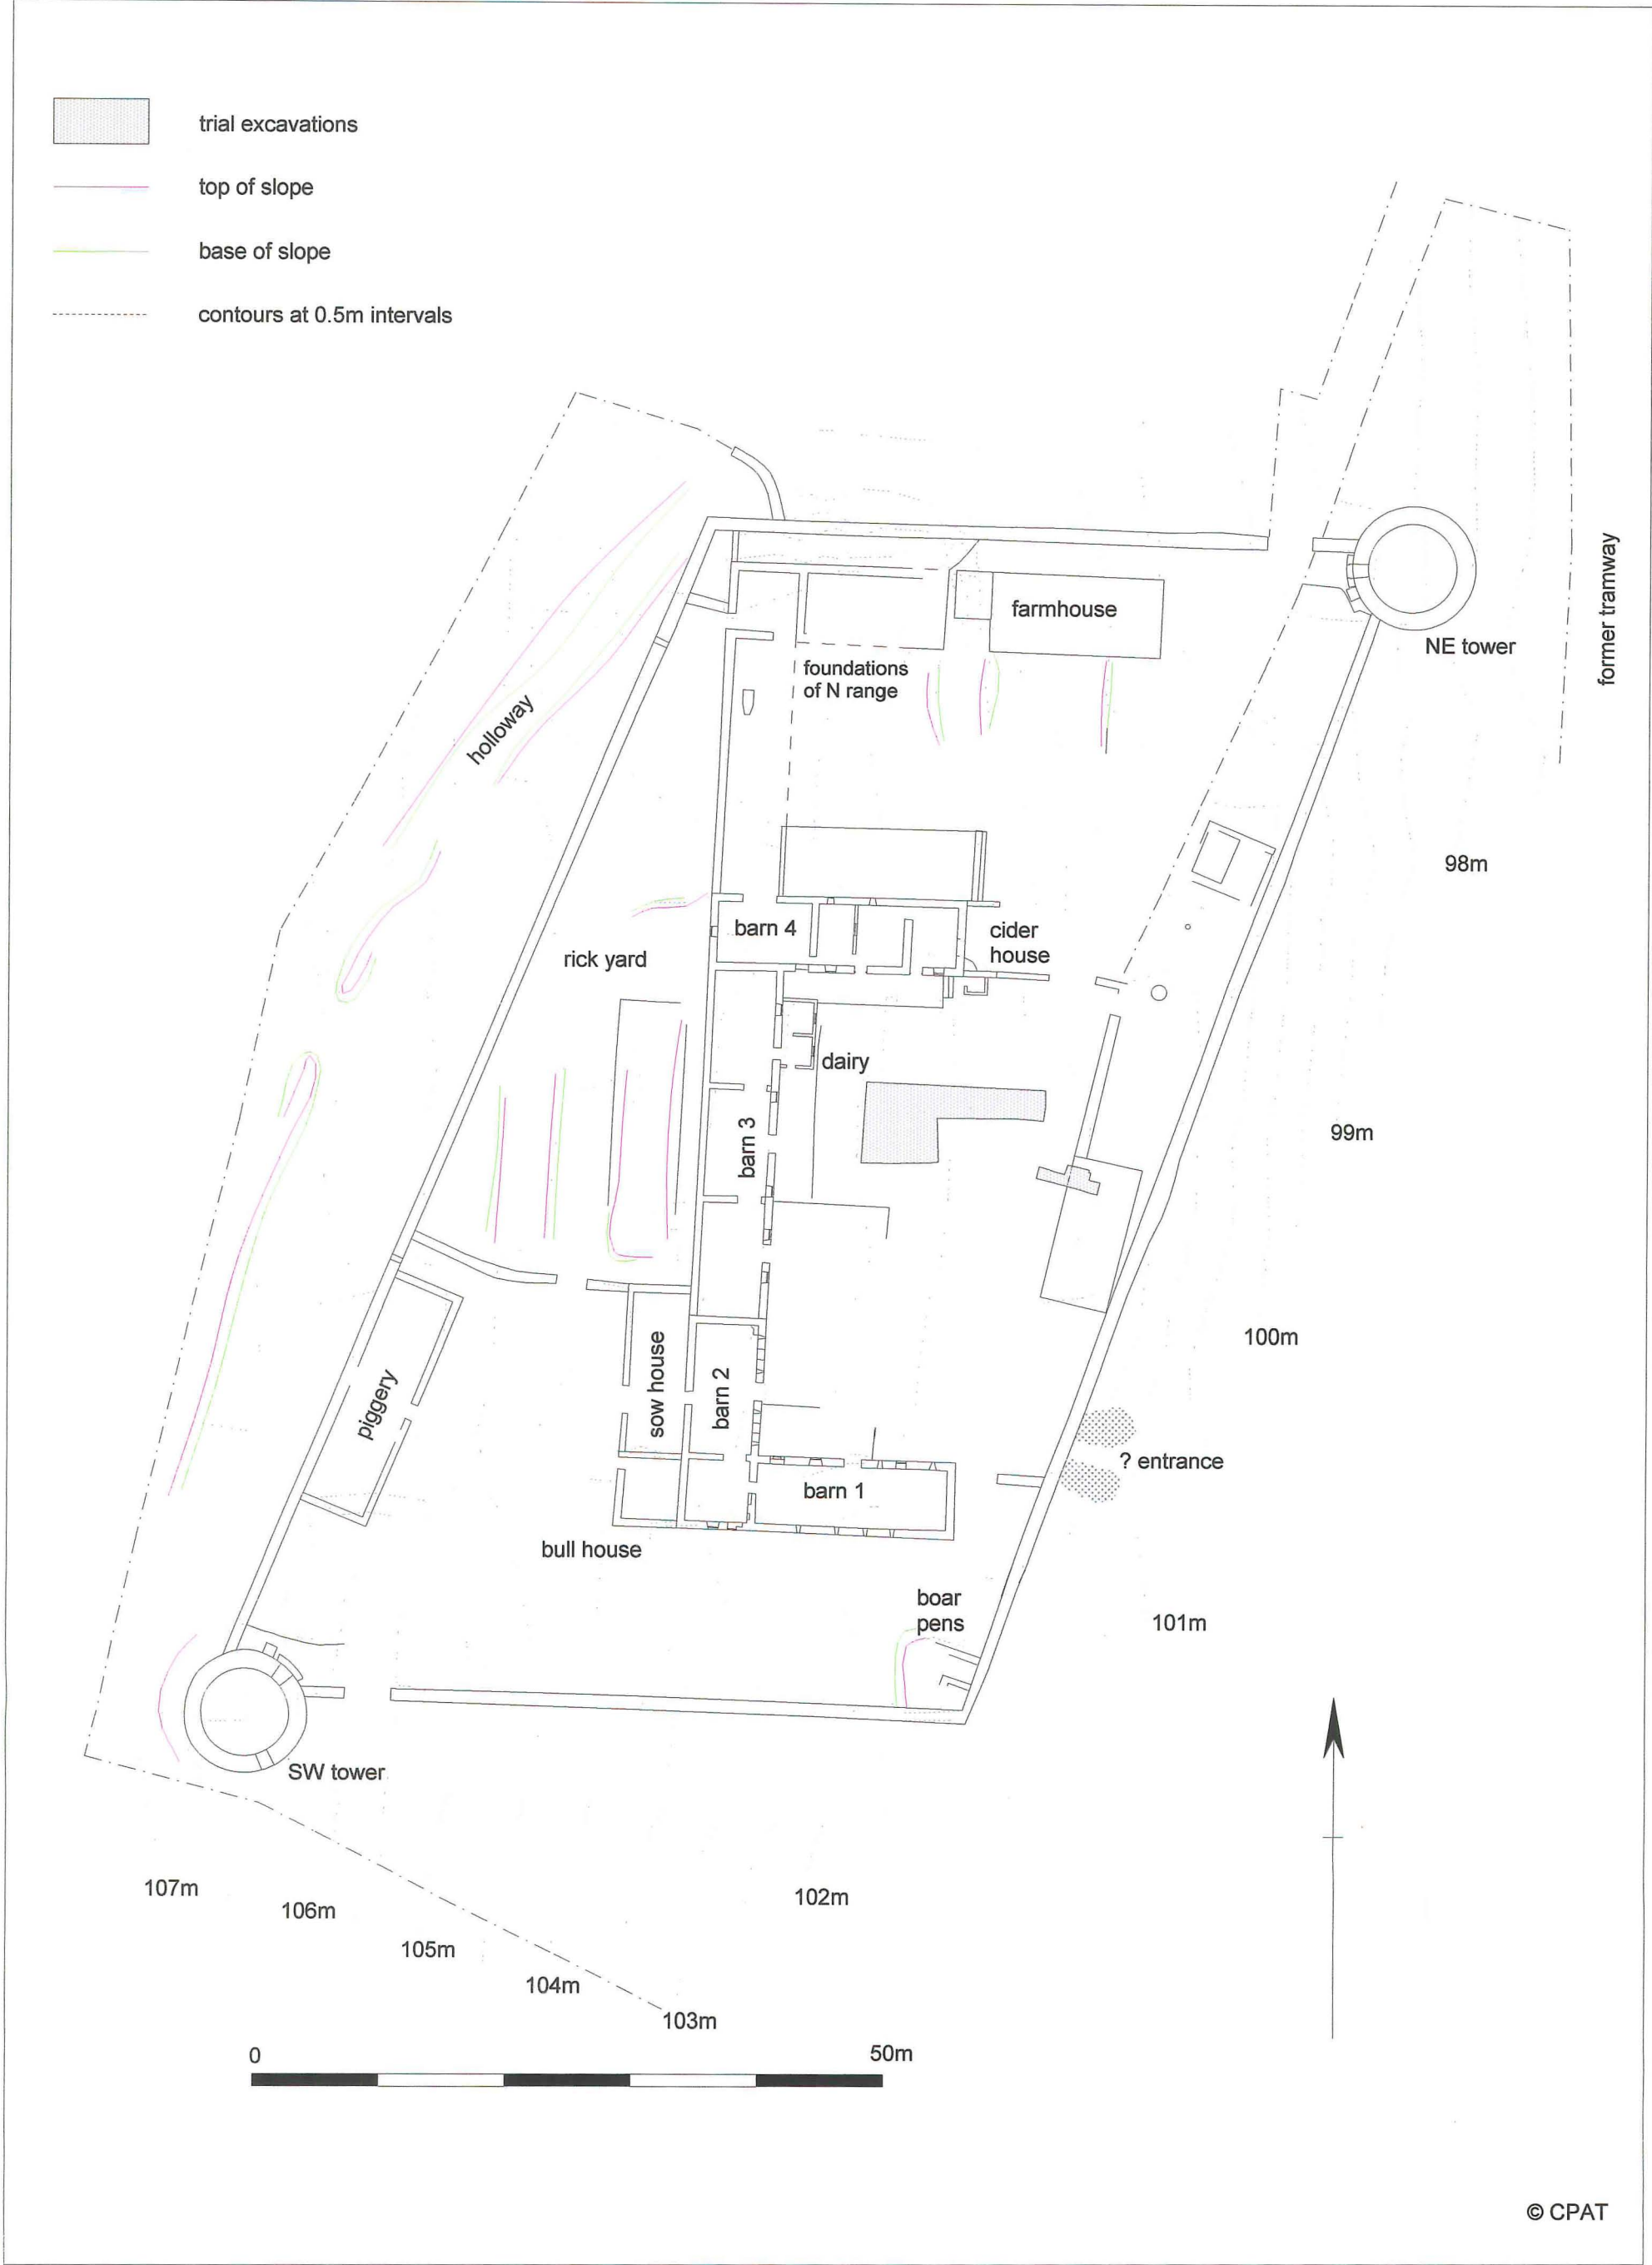 trial excavations
top of slope
base of slope
contours at 0.5m intervals
former tramway
farmhouse
NE tower
foundations
of N range
holloway
98m
barn 4
cider
house
rick yard
dairy
99m
barn 3
100m
sow house
barn 2
piggery
? entrance
barn 1
bull house
boar
pens
101m
SW tower
107m
102m
106m
105m
104m
103m
0
50m
© CPAT